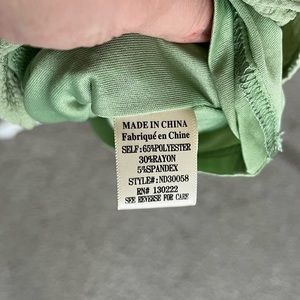 MADE IN CHINA
Fabriqué en Chine
SELF:65%POLYESTER
30%RAYON
5%SPANDEX
STYLE#:ND30058
RN# 130222
SEE REVERSE FOR CARE